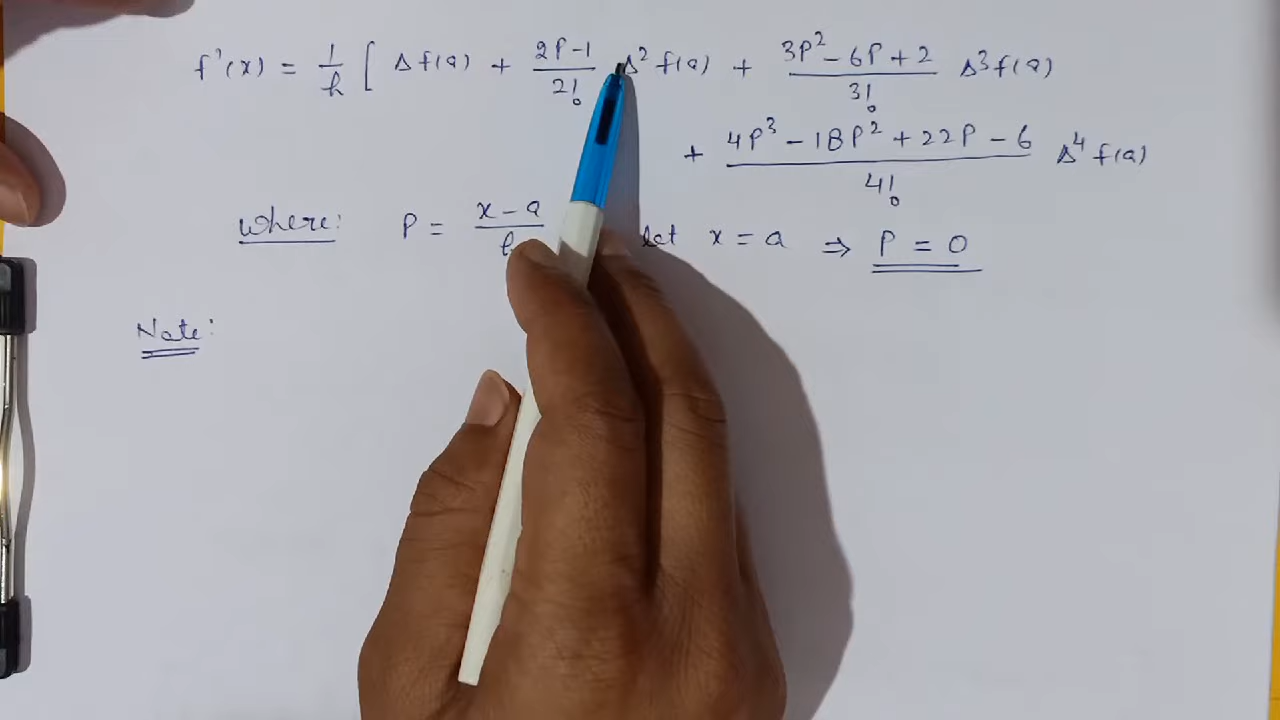 f'(x) = 1/h [ Δf(a) + (2P-1)/2! Δ²f(a) + (3P² - 6P + 2)/3! Δ³f(a)
+ (4P³ - 18P² + 22P - 6)/4! Δ⁴f(a)
where: P = x-a let x = a ⇒ P = 0
Note: